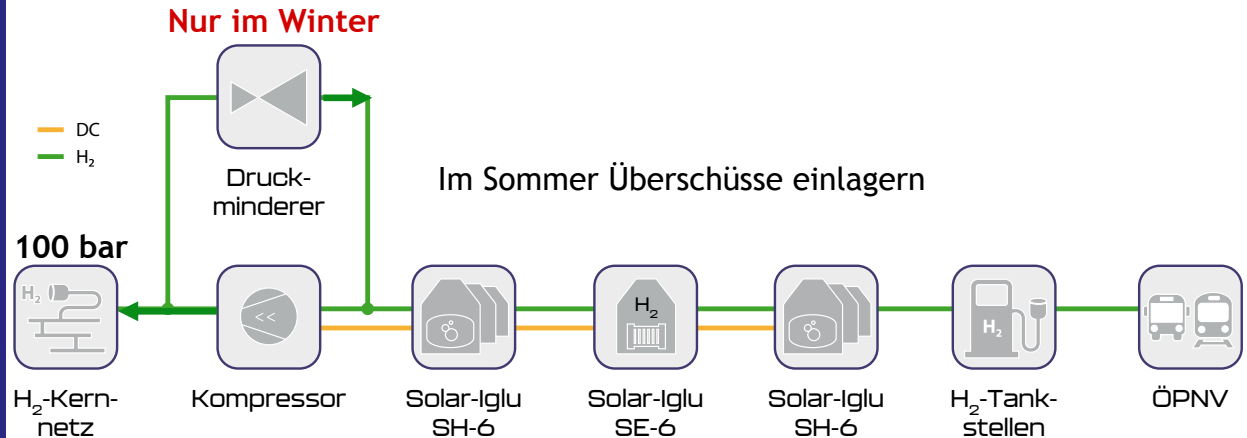 Nur im Winter
DC
H₂
Druck-
minderer
Im Sommer Überschüsse einlagern
100 bar
H₂
<<
H₂
H₂
H₂-Kern-
netz
Kompressor
Solar-Iglu
SH-6
Solar-Iglu
SE-6
Solar-Iglu
SH-6
H₂-Tank-
stellen
ÖPNV